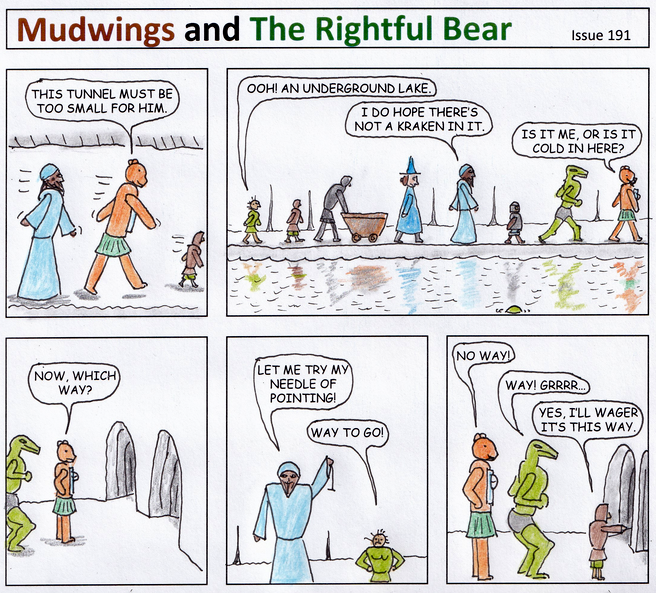 Mudwings and The Rightful Bear
Issue 191
THIS TUNNEL MUST BE
TOO SMALL FOR HIM.
OOH! AN UNDERGROUND LAKE.
I DO HOPE THERE'S
NOT A KRAKEN IN IT.
IS IT ME, OR IS IT
COLD IN HERE?
NOW, WHICH
WAY?
LET ME TRY MY
NEEDLE OF
POINTING!
WAY TO GO!
NO WAY!
WAY! GRRRR...
YES, I'LL WAGER
IT'S THIS WAY.